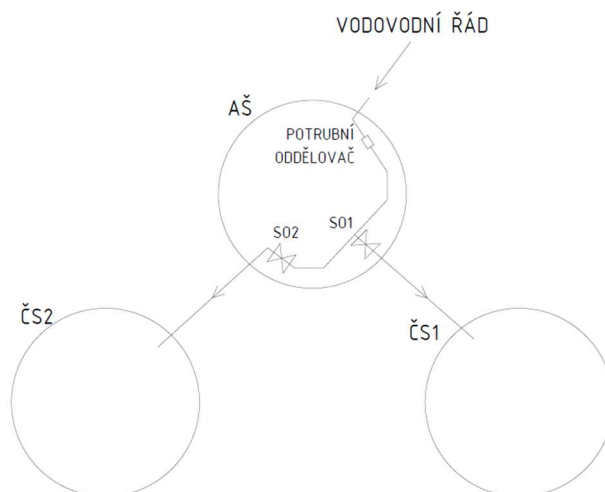 VODOVODNÍ ŘÁD
AŠ
POTRUBNÍ
ODDĚLOVAČ
SO2
SO1
ČS2
ČS1